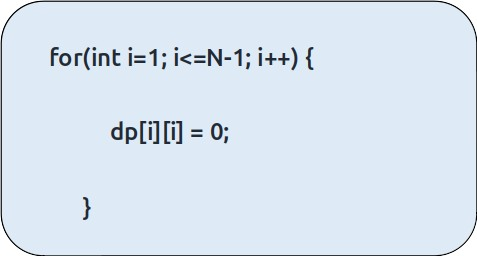 for(int i=1; i<=N-1; i++) {
dp[i][i] = 0;
}